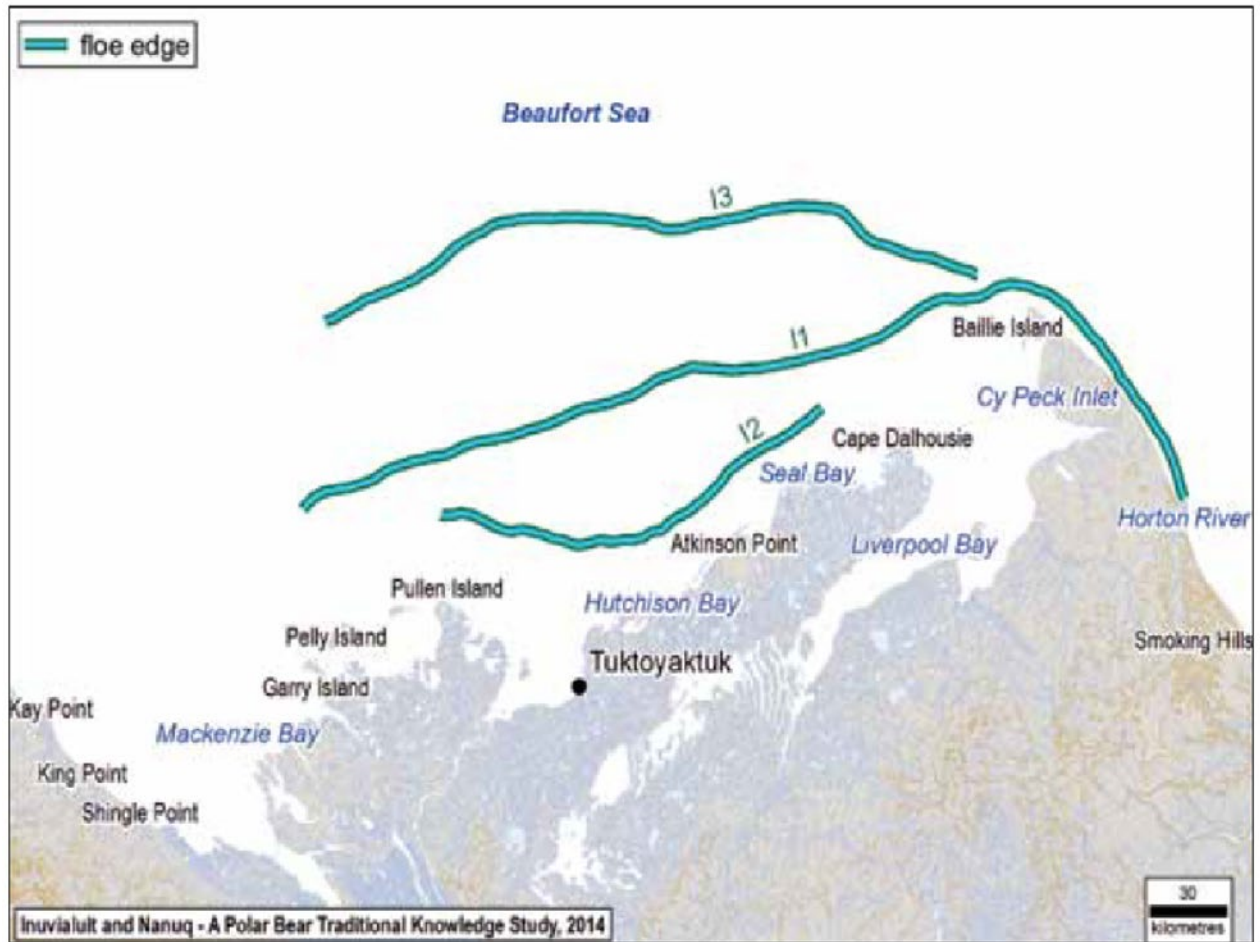 floe edge
Beaufort Sea
I3
I1
Baillie Island
Cy Peck Inlet
I2
Cape Dalhousie
Seal Bay
Horton River
Atkinson Point
Liverpool Bay
Pullen Island
Hutchison Bay
Pelly Island
Smoking Hills
Tuktoyaktuk
Garry Island
Kay Point
Mackenzie Bay
King Point
Shingle Point
30
kilometres
Inuvialuit and Nanuq - A Polar Bear Traditional Knowledge Study, 2014